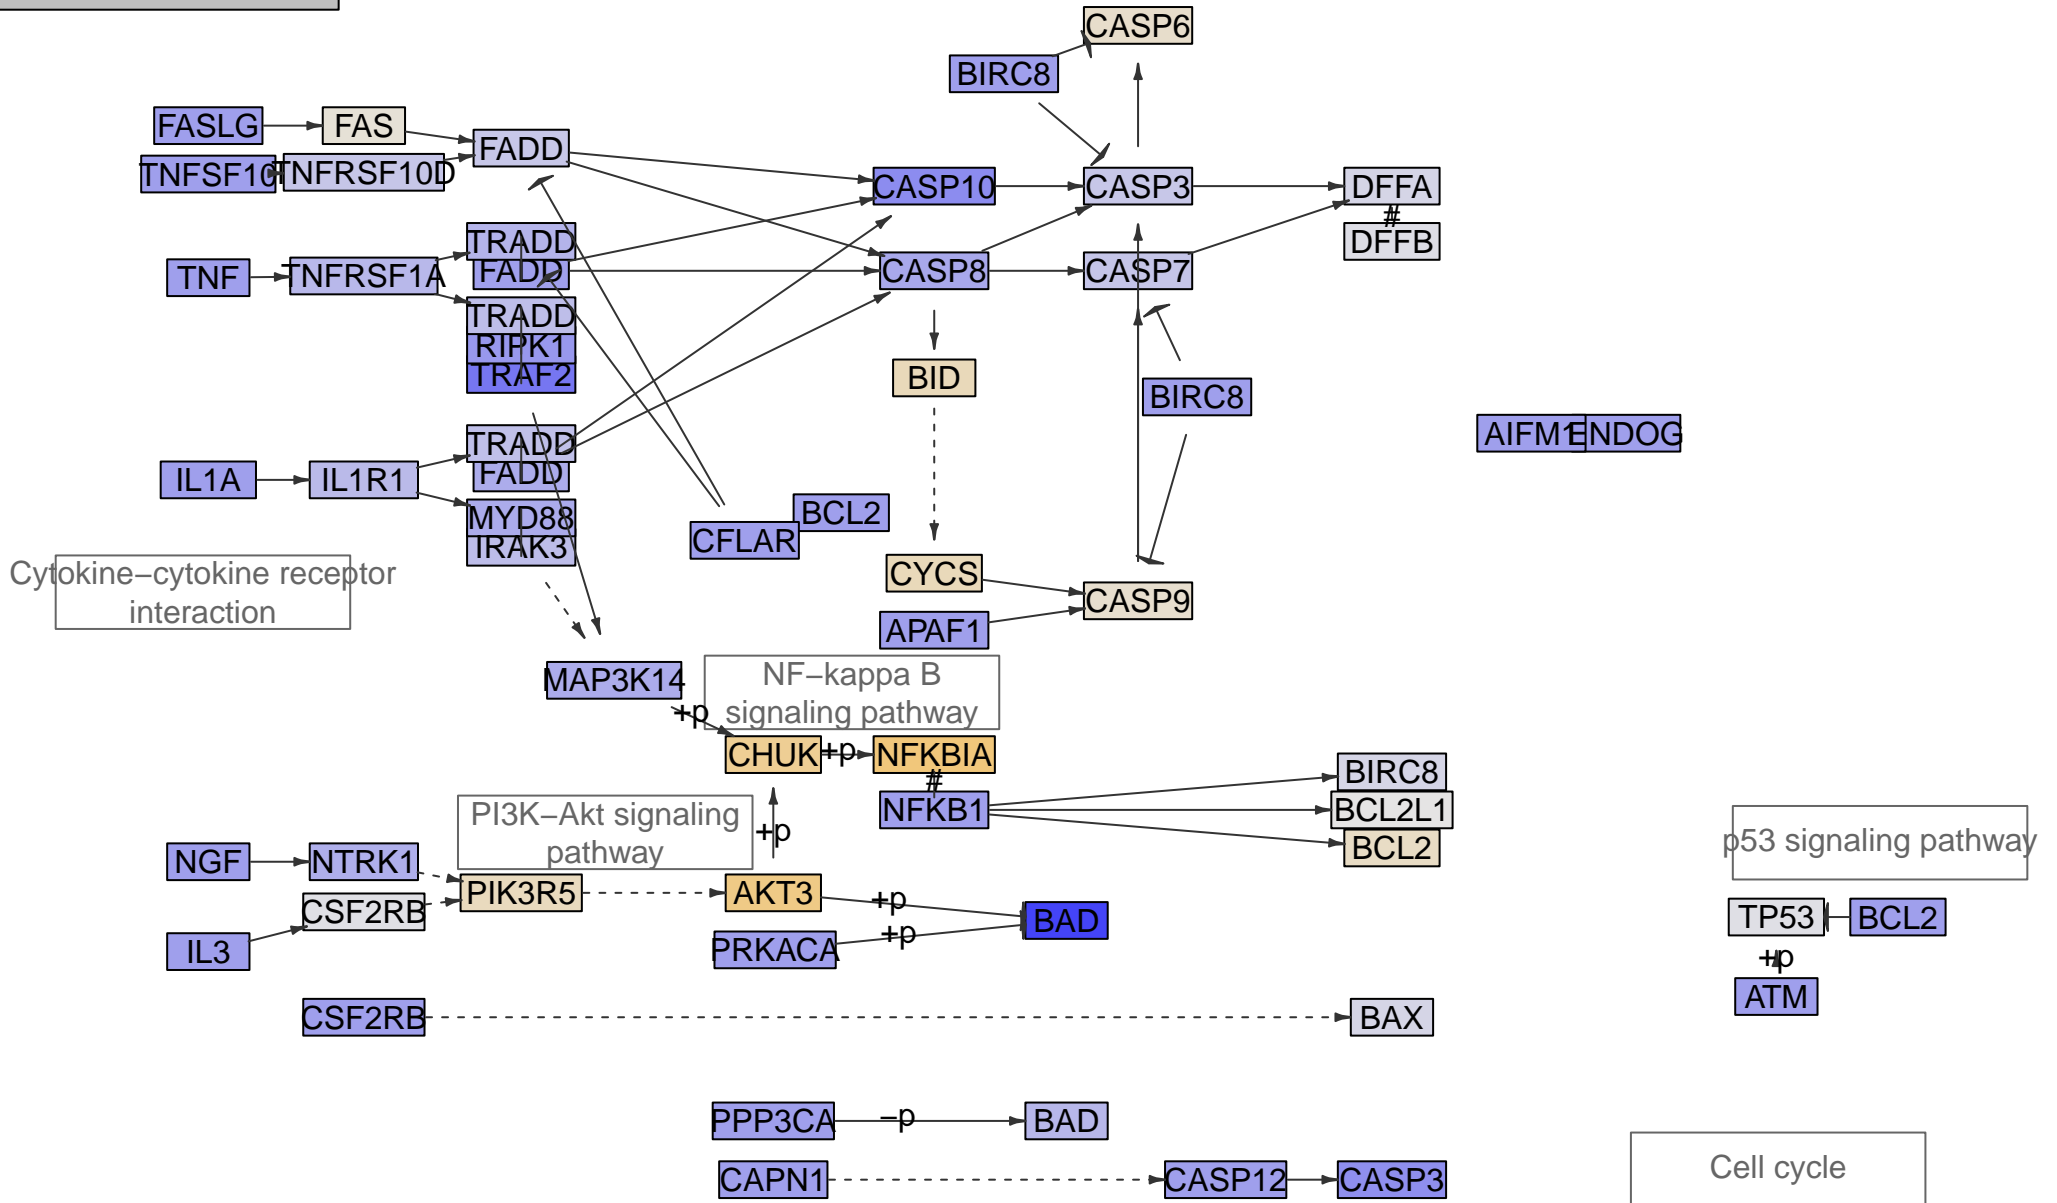 CASP6
BIRC8
FASLG
FAS
FADD
TNFSF10
TNFRSF10D
CASP10
CASP3
DFFA
#
DFFB
TRADD
FADD
TNF
TNFRSF1A
CASP8
CASP7
TRADD
RIPK1
TRAF2
BID
BIRC8
AIFM1
ENDOG
TRADD
FADD
IL1A
IL1R1
MYD88
IRAK3
BCL2
CFLAR
Cytokine−cytokine receptor
interaction
CYCS
CASP9
APAF1
MAP3K14
NF−kappa B
signaling pathway
+p
CHUK
+p
NFKBIA
#
NFKB1
BIRC8
BCL2L1
BCL2
PI3K−Akt signaling
pathway
+p
p53 signaling pathway
NGF
NTRK1
PIK3R5
AKT3
+p
CSF2RB
BAD
TP53
BCL2
IL3
PRKACA
+p
+p
ATM
CSF2RB
BAX
PPP3CA
−p
BAD
CAPN1
CASP12
CASP3
Cell cycle